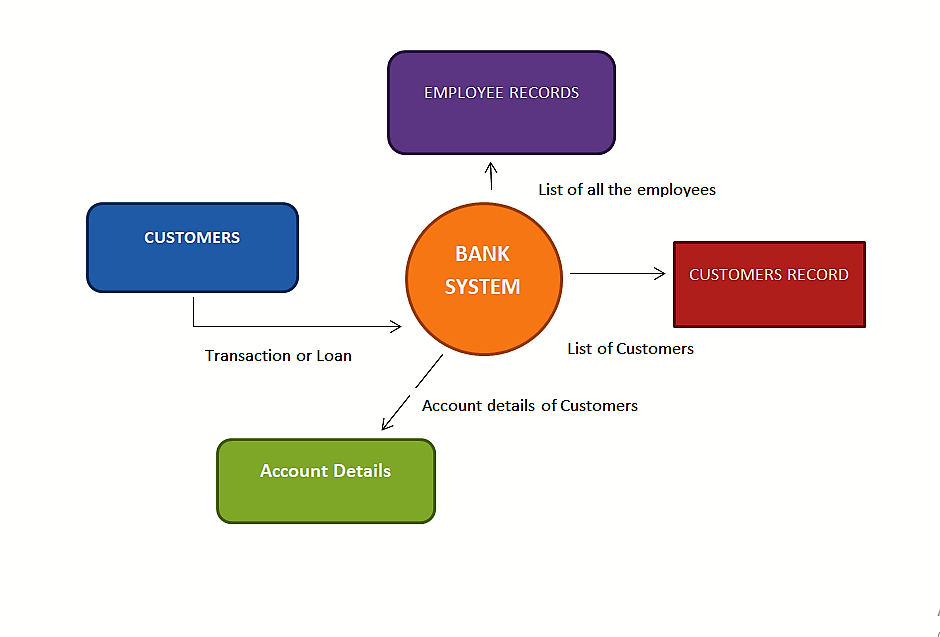 EMPLOYEE RECORDS
List of all the employees
CUSTOMERS
BANK
SYSTEM
CUSTOMERS RECORD
Transaction or Loan
List of Customers
Account details of Customers
Account Details